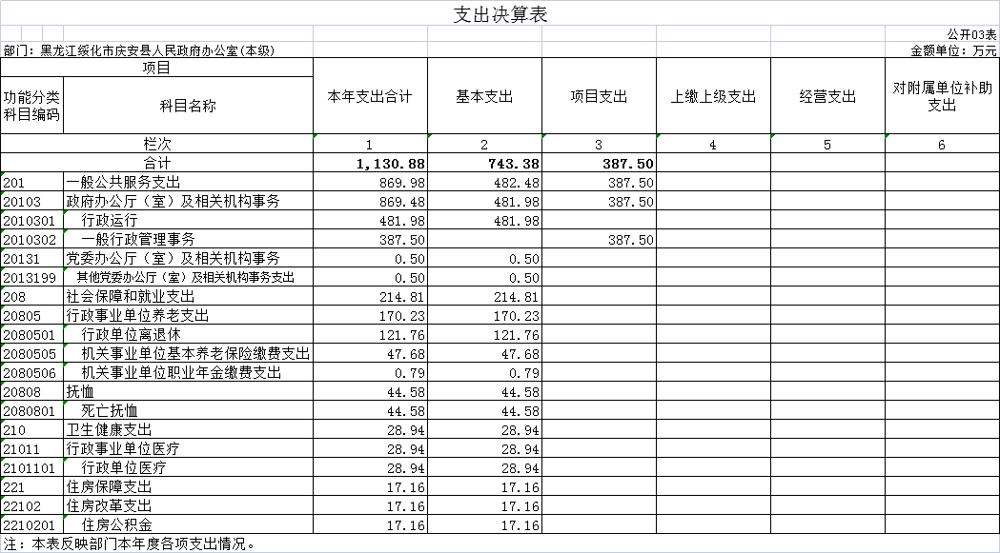 支出决算表
公开03表
部门：黑龙江绥化市庆安县人民政府办公室(本级) 金额单位：万元
项目 本年支出合计 基本支出 项目支出 上缴上级支出 经营支出 对附属单位补助支出
功能分类科目编码 科目名称
栏次 1 2 3 4 5 6
合计 1,130.88 743.38 387.50
201 一般公共服务支出 869.98 482.48 387.50
20103 政府办公厅（室）及相关机构事务 869.48 481.98 387.50
2010301 行政运行 481.98 481.98
2010302 一般行政管理事务 387.50 387.50
20131 党委办公厅（室）及相关机构事务 0.50 0.50
2013199 其他党委办公厅（室）及相关机构事务支出 0.50 0.50
208 社会保障和就业支出 214.81 214.81
20805 行政事业单位养老支出 170.23 170.23
2080501 行政单位离退休 121.76 121.76
2080505 机关事业单位基本养老保险缴费支出 47.68 47.68
2080506 机关事业单位职业年金缴费支出 0.79 0.79
20808 抚恤 44.58 44.58
2080801 死亡抚恤 44.58 44.58
210 卫生健康支出 28.94 28.94
21011 行政事业单位医疗 28.94 28.94
2101101 行政单位医疗 28.94 28.94
221 住房保障支出 17.16 17.16
22102 住房改革支出 17.16 17.16
2210201 住房公积金 17.16 17.16
注：本表反映部门本年度各项支出情况。